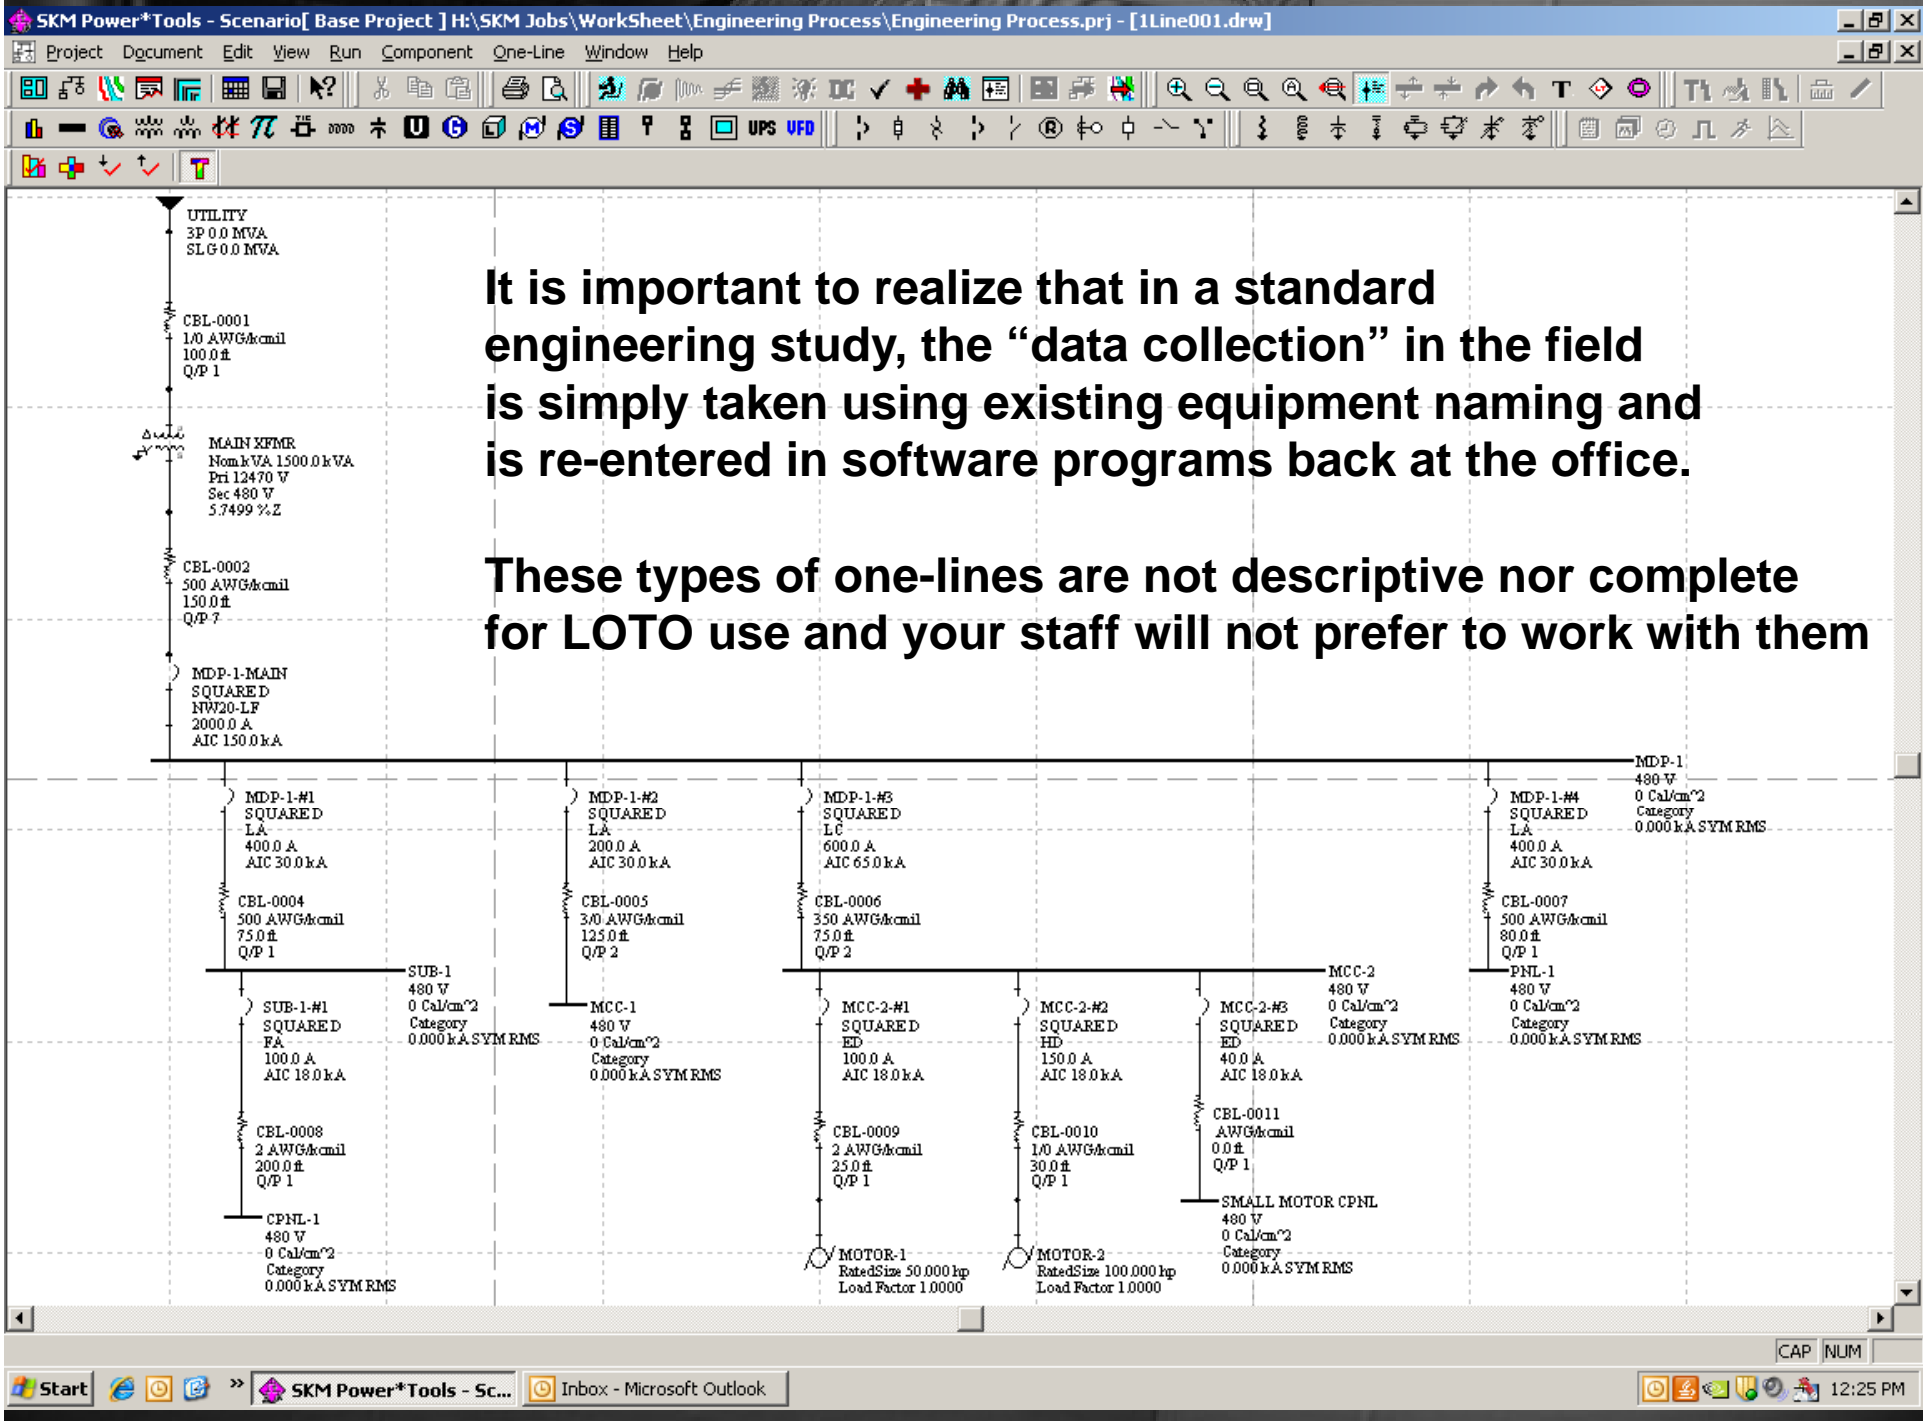 SKM Power*Tools - Scenario[ Base Project ] H:\SKM Jobs\WorkSheet\Engineering Process\Engineering Process.prj - [1Line001.drw]
Project Document Edit View Run Component One-Line Window Help
UPS VFD
UTILITY
3P 0.0 MVA
SLG 0.0 MVA
It is important to realize that in a standard
engineering study, the “data collection” in the field
is simply taken using existing equipment naming and
is re-entered in software programs back at the office.
These types of one-lines are not descriptive nor complete
for LOTO use and your staff will not prefer to work with them
CBL-0001
1/0 AWG/kcmil
100.0 ft
Q/P 1
MAIN XFMR
Nom kVA 1500.0 kVA
Pri 12470 V
Sec 480 V
5.7499 %Z
CBL-0002
500 AWG/kcmil
150.0 ft
Q/P 7
MDP-1-MAIN
SQUARE D
NW20-LF
2000.0 A
AIC 150.0 kA
MDP-1
480 V
0 Cal/cm^2
Category
0.000 kA SYM RMS
MDP-1-#1
SQUARE D
LA
400.0 A
AIC 30.0 kA
MDP-1-#2
SQUARE D
LA
200.0 A
AIC 30.0 kA
MDP-1-#3
SQUARE D
LC
600.0 A
AIC 65.0 kA
MDP-1-#4
SQUARE D
LA
400.0 A
AIC 30.0 kA
CBL-0004
500 AWG/kcmil
75.0 ft
Q/P 1
CBL-0005
3/0 AWG/kcmil
125.0 ft
Q/P 2
CBL-0006
350 AWG/kcmil
75.0 ft
Q/P 2
CBL-0007
500 AWG/kcmil
80.0 ft
Q/P 1
SUB-1
480 V
0 Cal/cm^2
Category
0.000 kA SYM RMS
MCC-1
480 V
0 Cal/cm^2
Category
0.000 kA SYM RMS
MCC-2
480 V
0 Cal/cm^2
Category
0.000 kA SYM RMS
PNL-1
480 V
0 Cal/cm^2
Category
0.000 kA SYM RMS
SUB-1-#1
SQUARE D
FA
100.0 A
AIC 18.0 kA
MCC-2-#1
SQUARE D
ED
100.0 A
AIC 18.0 kA
MCC-2-#2
SQUARE D
HD
150.0 A
AIC 18.0 kA
MCC-2-#3
SQUARE D
ED
40.0 A
AIC 18.0 kA
CBL-0008
2 AWG/kcmil
200.0 ft
Q/P 1
CBL-0009
2 AWG/kcmil
25.0 ft
Q/P 1
CBL-0010
1/0 AWG/kcmil
30.0 ft
Q/P 1
CBL-0011
AWG/kcmil
0.0 ft
Q/P 1
CPNL-1
480 V
0 Cal/cm^2
Category
0.000 kA SYM RMS
MOTOR-1
RatedSize 50.000 hp
Load Factor 1.0000
MOTOR-2
RatedSize 100.000 hp
Load Factor 1.0000
SMALL MOTOR CPNL
480 V
0 Cal/cm^2
Category
0.000 kA SYM RMS
CAP NUM
Start » SKM Power*Tools - Sc... Inbox - Microsoft Outlook 12:25 PM